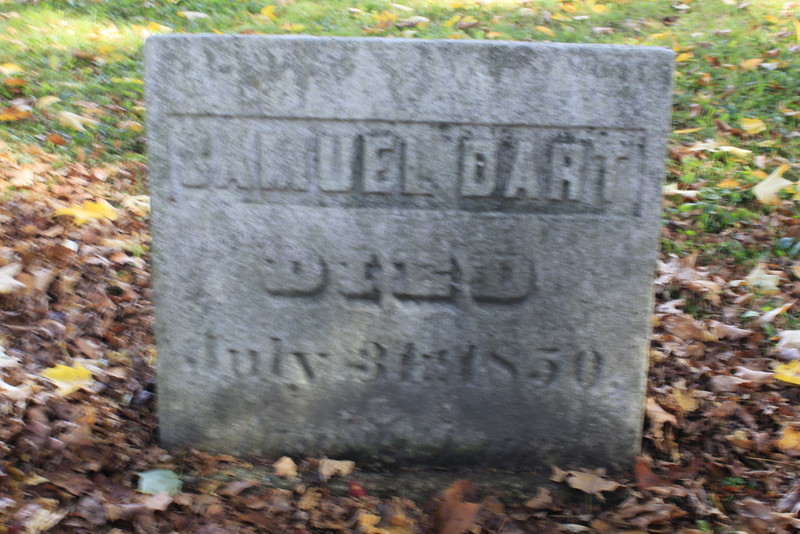 SAMUEL DART
DIED
July 31, 1850.